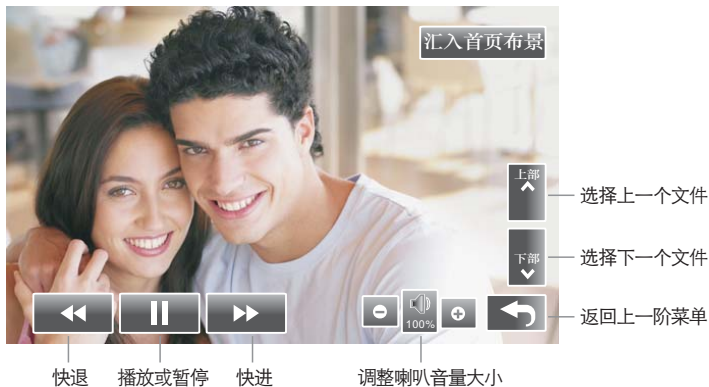 汇入首页布景
上部
选择上一个文件
下部
选择下一个文件
100%
返回上一阶菜单
快退
播放或暂停
快进
调整喇叭音量大小